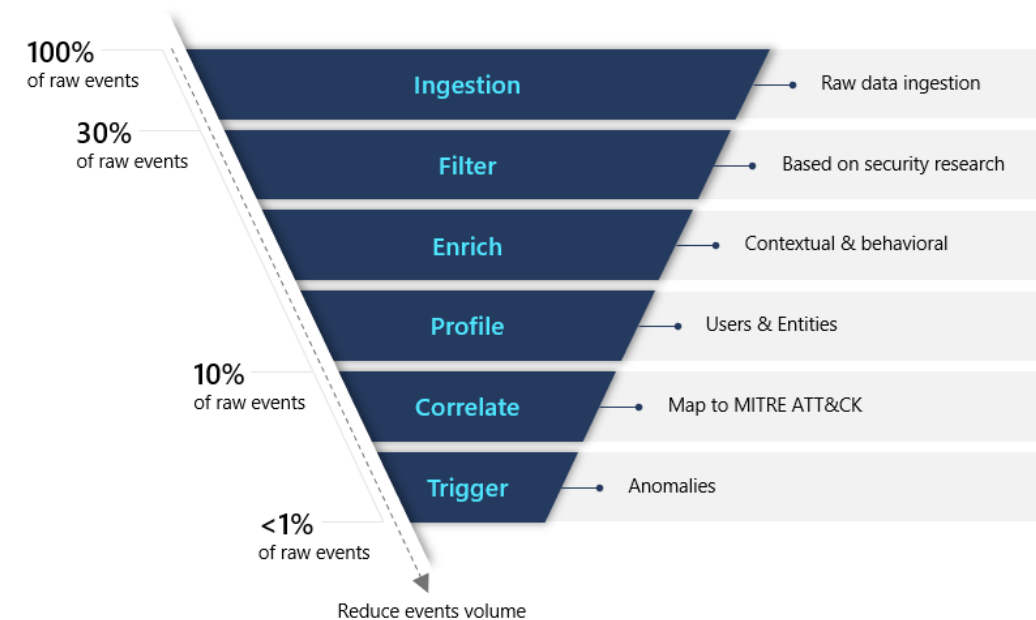 100%
of raw events
Ingestion
Raw data ingestion
30%
of raw events
Filter
Based on security research
Enrich
Contextual & behavioral
Profile
Users & Entities
10%
of raw events
Correlate
Map to MITRE ATT&CK
Trigger
Anomalies
<1%
of raw events
Reduce events volume